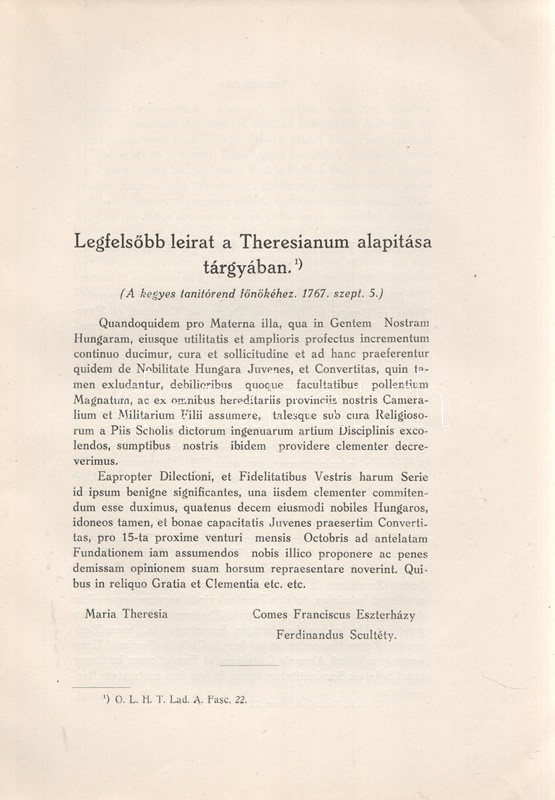 Legfelsőbb leirat a Theresianum alapitása
tárgyában.¹)
(A kegyes tanitórend főnökéhez. 1767. szept. 5.)
Quandoquidem pro Materna illa, qua in Gentem Nostram
Hungaram, eiusque utilitatis et amplioris profectus incrementum
continuo ducimur, cura et sollicitudine et ad hanc praeferentur
quidem de Nobilitate Hungara Juvenes, et Convertitas, quin ta-
men exludantur, debilioribus quoque facultatibus pollentium
Magnatum, ac ex omnibus hereditariis provinciis nostris Camera-
lium et Militarium Filii assumere, talesque sub cura Religioso-
rum a Piis Scholis dictorum ingenuarum artium Disciplinis exco-
lendos, sumptibus nostris ibidem providere clementer decre-
verimus.
Eapropter Dilectioni, et Fidelitatibus Vestris harum Serie
id ipsum benigne significantes, una iisdem clementer commiten-
dum esse duximus, quatenus decem eiusmodi nobiles Hungaros,
idoneos tamen, et bonae capacitatis Juvenes praesertim Converti-
tas, pro 15-ta proxime venturi mensis Octobris ad antelatam
Fundationem iam assumendos nobis illico proponere ac penes
demissam opinionem suam horsum repraesentare noverint. Qui-
bus in reliquo Gratia et Clementia etc. etc.
Maria Theresia Comes Franciscus Eszterházy
Ferdinandus Scultéty.
¹) O. L. H. T. Lad. A. Fasc. 22.